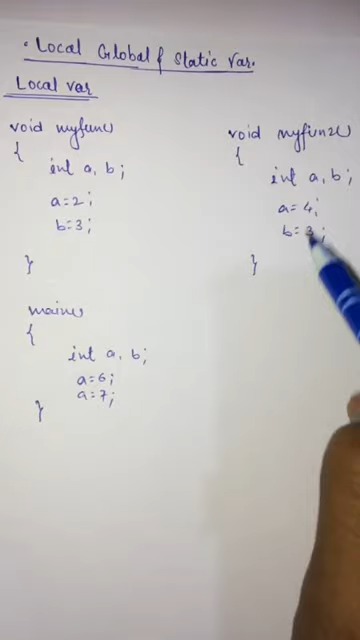 . Local Global & Static Var.
Local var
void myfunc()
{
int a, b;
a=2;
b=3;
}
void myfun2()
{
int a, b;
a=4;
b=3;
}
main()
{
int a, b;
a=6;
a=7;
}